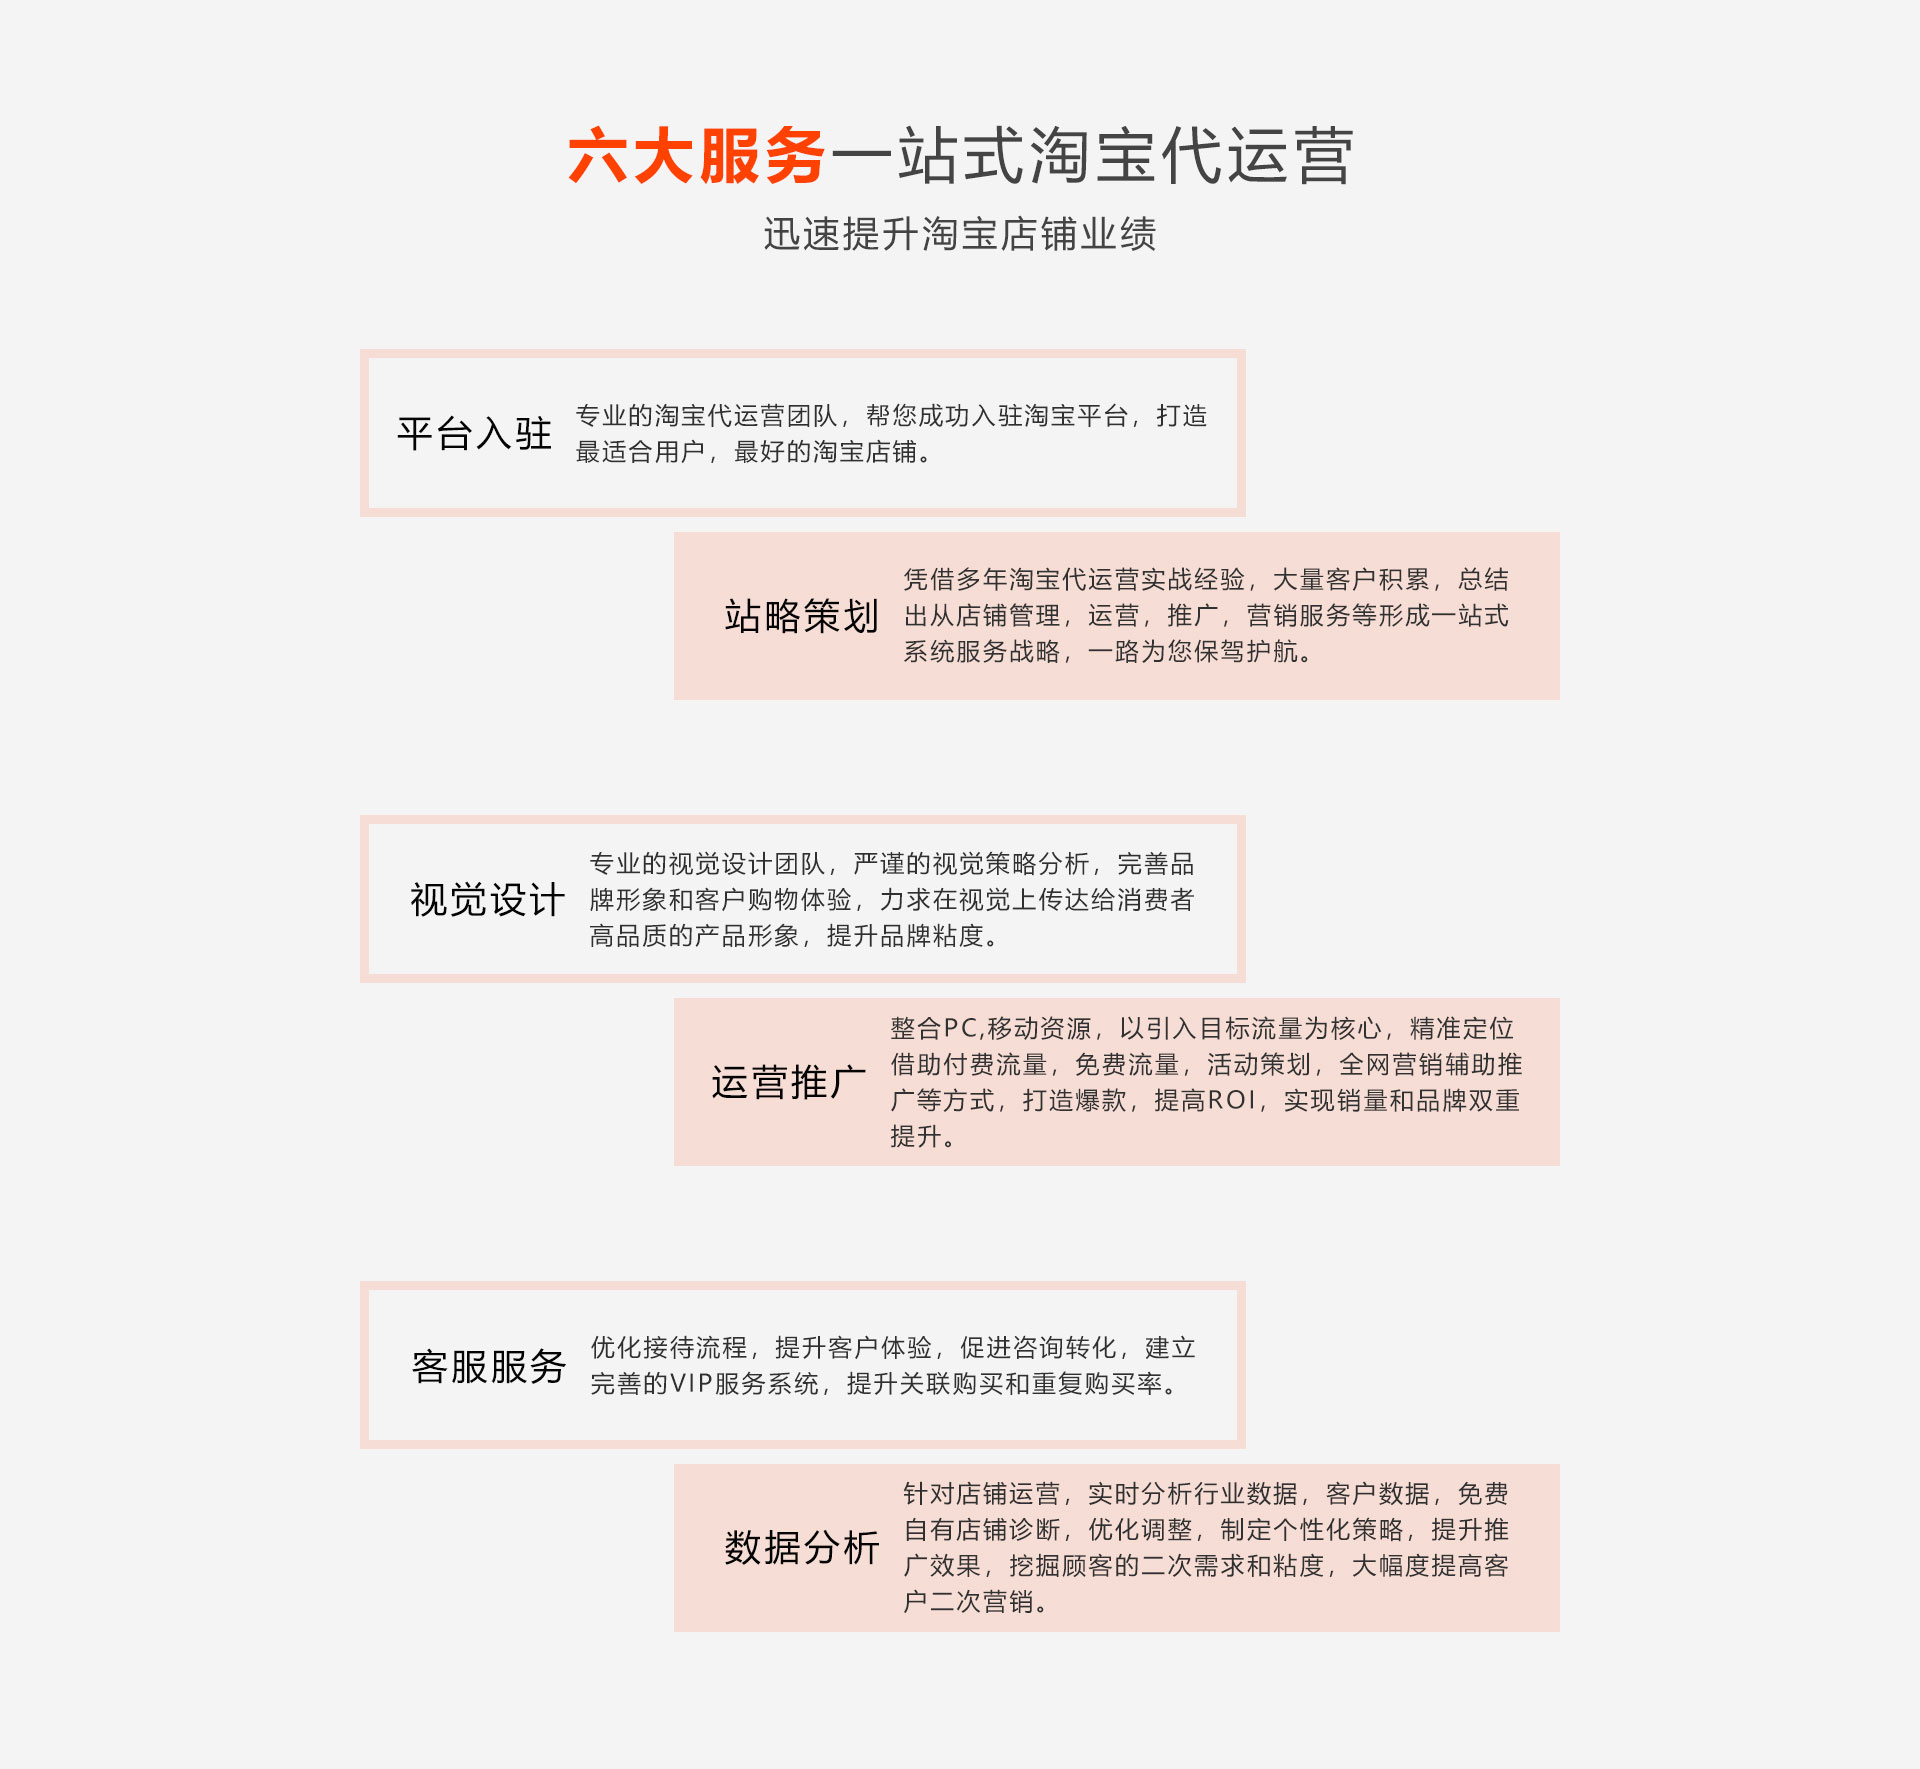 六大服务一站式淘宝代运营
迅速提升淘宝店铺业绩
平台入驻
专业的淘宝代运营团队，帮您成功入驻淘宝平台，打造
最适合用户，最好的淘宝店铺。
站略策划
凭借多年淘宝代运营实战经验，大量客户积累，总结
出从店铺管理，运营，推广，营销服务等形成一站式
系统服务战略，一路为您保驾护航。
视觉设计
专业的视觉设计团队，严谨的视觉策略分析，完善品
牌形象和客户购物体验，力求在视觉上传达给消费者
高品质的产品形象，提升品牌粘度。
运营推广
整合PC,移动资源，以引入目标流量为核心，精准定位
借助付费流量，免费流量，活动策划，全网营销辅助推
广等方式，打造爆款，提高ROI，实现销量和品牌双重
提升。
客服服务
优化接待流程，提升客户体验，促进咨询转化，建立
完善的VIP服务系统，提升关联购买和重复购买率。
数据分析
针对店铺运营，实时分析行业数据，客户数据，免费
自有店铺诊断，优化调整，制定个性化策略，提升推
广效果，挖掘顾客的二次需求和粘度，大幅度提高客
户二次营销。